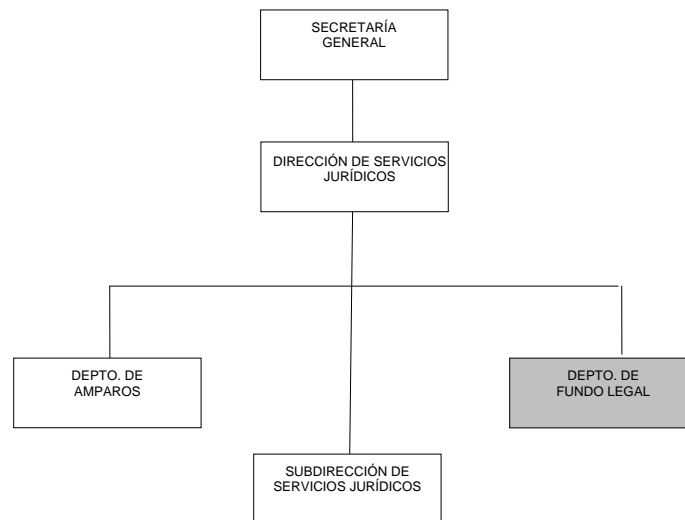 SECRETARÍA
GENERAL
DIRECCIÓN DE SERVICIOS
JURÍDICOS
DEPTO. DE
AMPAROS
DEPTO. DE
FUNDO LEGAL
SUBDIRECCIÓN DE
SERVICIOS JURÍDICOS